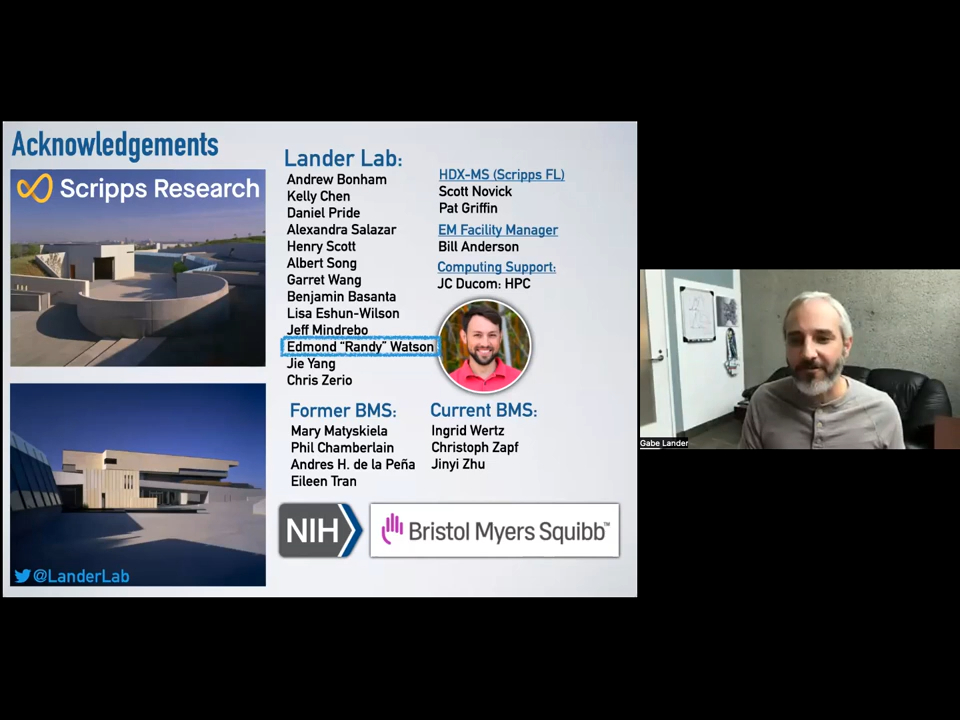 Acknowledgements
Scripps Research
@LanderLab
Lander Lab:
Andrew Bonham
Kelly Chen
Daniel Pride
Alexandra Salazar
Henry Scott
Albert Song
Garret Wang
Benjamin Basanta
Lisa Eshun-Wilson
Jeff Mindrebo
Edmond “Randy” Watson
Jie Yang
Chris Zerio
HDX-MS (Scripps FL)
Scott Novick
Pat Griffin
EM Facility Manager
Bill Anderson
Computing Support:
JC Ducom: HPC
Former BMS:
Mary Matyskiela
Phil Chamberlain
Andres H. de la Peña
Eileen Tran
Current BMS:
Ingrid Wertz
Christoph Zapf
Jinyi Zhu
NIH
Bristol Myers Squibb™
Gabe Lander